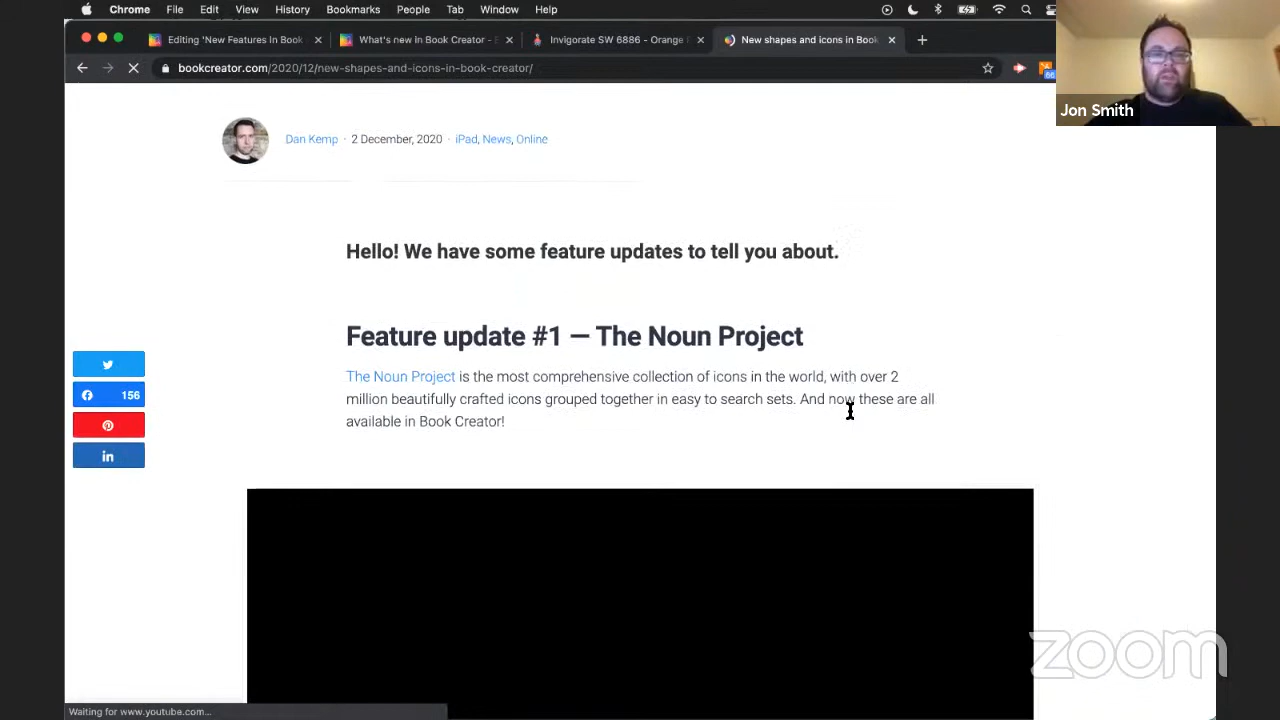 Chrome File Edit View History Bookmarks People Tab Window Help
Editing 'New Features In Book
What's new in Book Creator - E
Invigorate SW 6886 - Orange P
New shapes and icons in Book
bookcreator.com/2020/12/new-shapes-and-icons-in-book-creator/
Jon Smith
Dan Kemp · 2 December, 2020 · iPad, News, Online
Hello! We have some feature updates to tell you about.
Feature update #1 — The Noun Project
The Noun Project is the most comprehensive collection of icons in the world, with over 2
million beautifully crafted icons grouped together in easy to search sets. And now these are all
available in Book Creator!
156
in
zoom
Waiting for www.youtube.com...